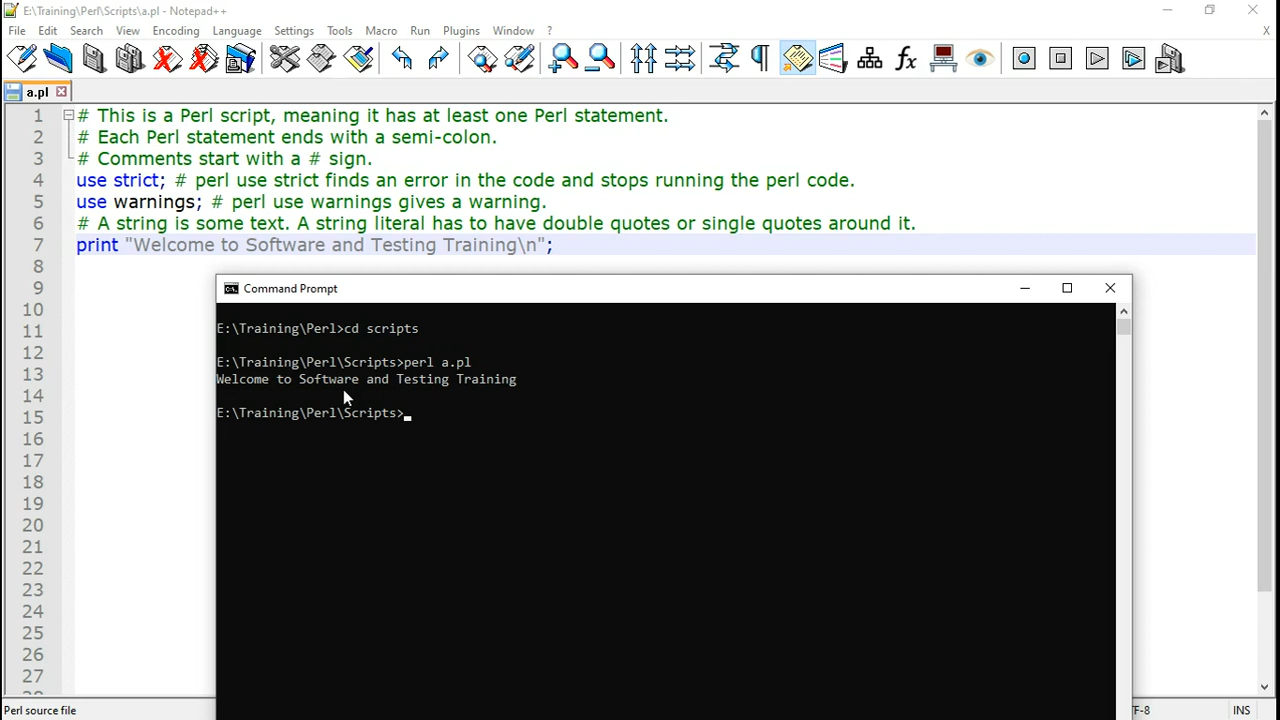 E:\Training\Perl\Scripts\a.pl - Notepad++
File Edit Search View Encoding Language Settings Tools Macro Run Plugins Window ? X
a.pl
1 # This is a Perl script, meaning it has at least one Perl statement.
2 # Each Perl statement ends with a semi-colon.
3 # Comments start with a # sign.
4 use strict; # perl use strict finds an error in the code and stops running the perl code.
5 use warnings; # perl use warnings gives a warning.
6 # A string is some text. A string literal has to have double quotes or single quotes around it.
7 print "Welcome to Software and Testing Training\n";
8
9
10
11
12
13
14
15
16
17
18
19
20
21
22
23
24
25
26
27
Command Prompt
E:\Training\Perl>cd scripts
E:\Training\Perl\Scripts>perl a.pl
Welcome to Software and Testing Training
E:\Training\Perl\Scripts>
Perl source file F-8 INS